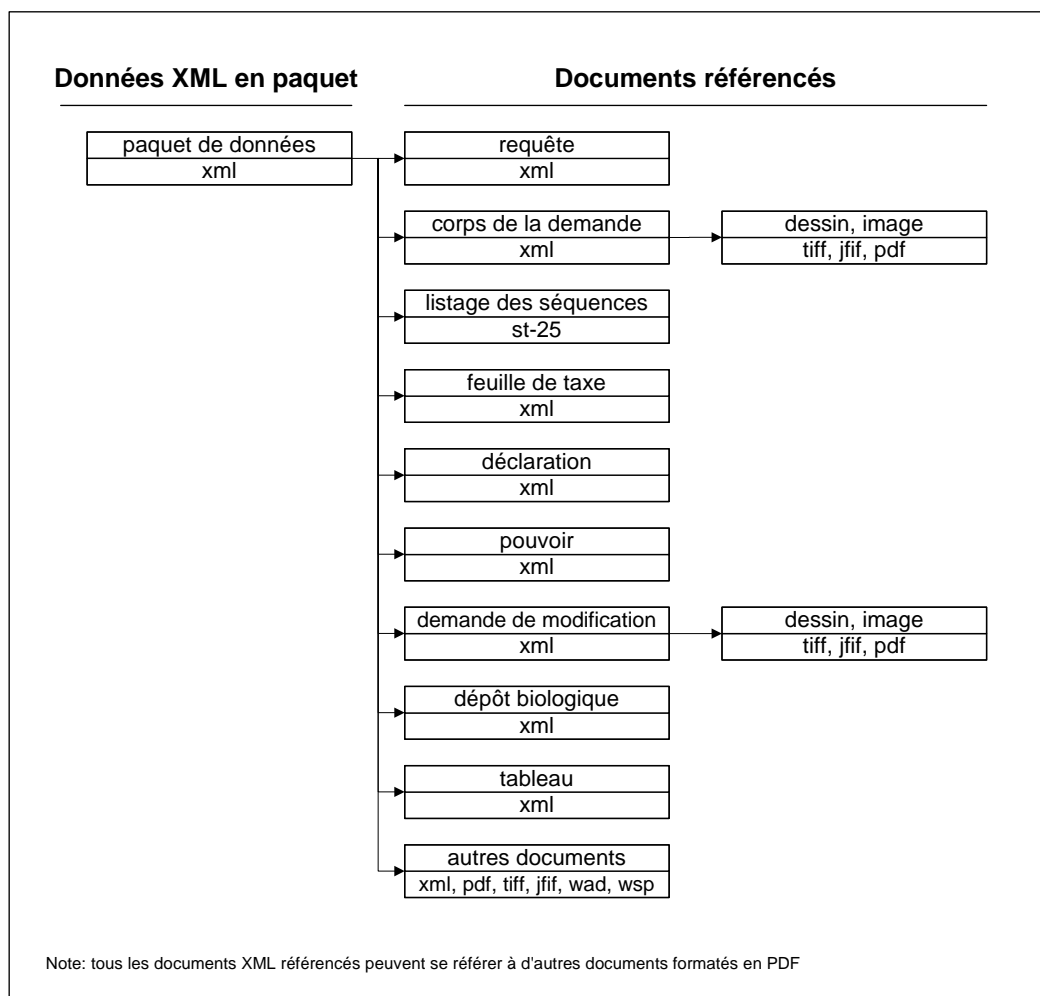 Données XML en paquet
Documents référencés
paquet de données
xml
requête
xml
corps de la demande
xml
dessin, image
tiff, jfif, pdf
listage des séquences
st-25
feuille de taxe
xml
déclaration
xml
pouvoir
xml
demande de modification
xml
dessin, image
tiff, jfif, pdf
dépôt biologique
xml
tableau
xml
autres documents
xml, pdf, tiff, jfif, wad, wsp
Note: tous les documents XML référencés peuvent se référer à d'autres documents formatés en PDF